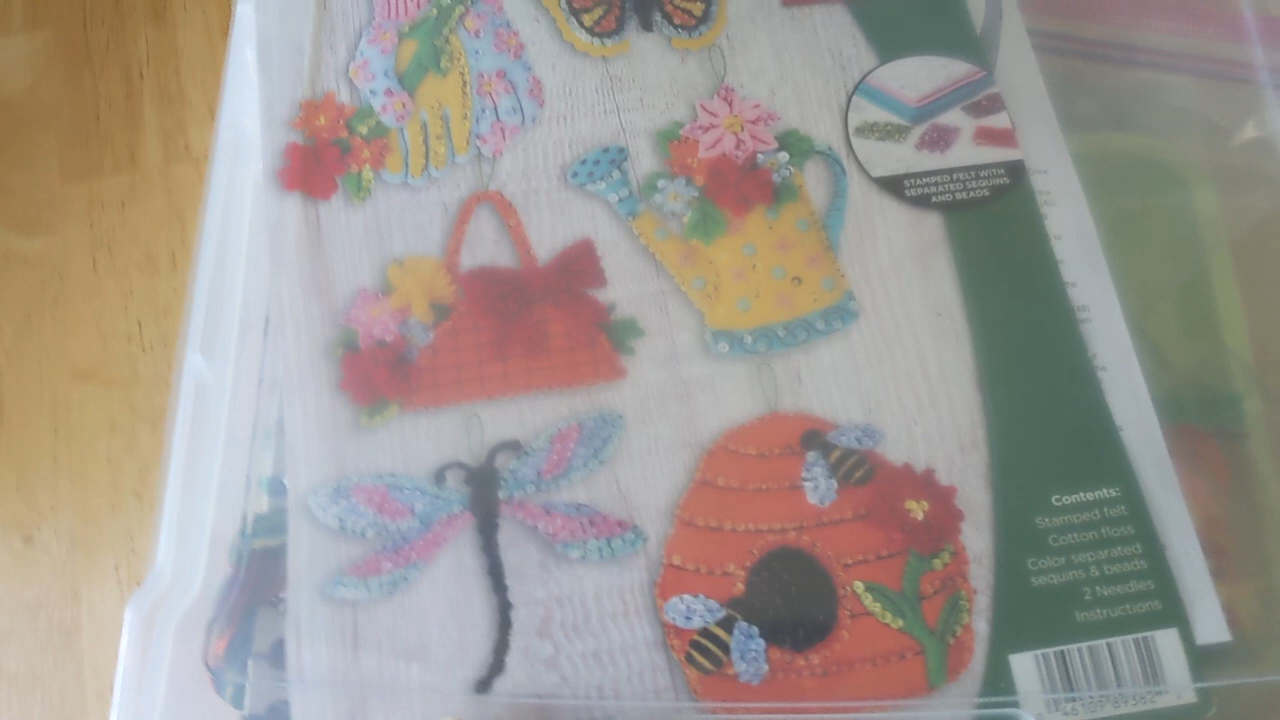 STAMPED FELT WITH
SEPARATED SEQUINS
AND BEADS
Contents:
Stamped felt
Cotton floss
Color separated
sequins & beads
2 Needles
Instructions